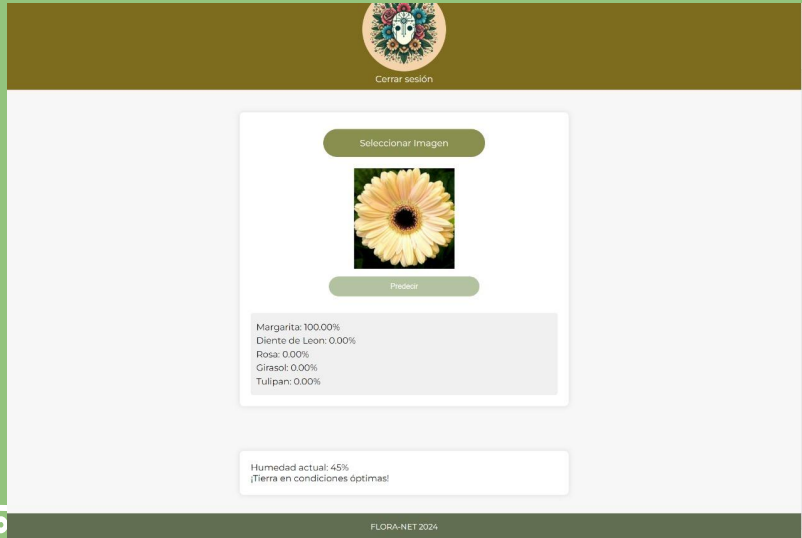 Cerrar sesión
Seleccionar Imagen
Predecir
Margarita: 100.00%
Diente de Leon: 0.00%
Rosa: 0.00%
Girasol: 0.00%
Tulipan: 0.00%
Humedad actual: 45%
¡Tierra en condiciones óptimas!
FLORA-NET 2024